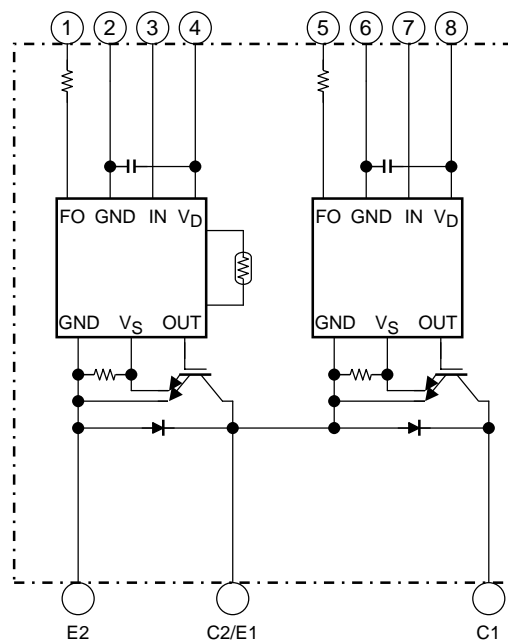 1 2 3 4 5 6 7 8
FO GND IN VD FO GND IN VD
GND VS OUT GND VS OUT
E2 C2/E1 C1